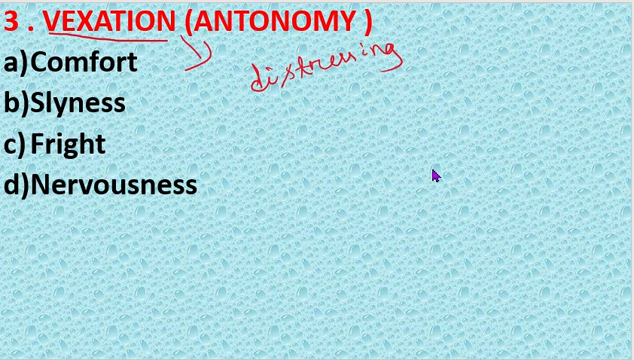 3 . VEXATION (ANTONOMY )
a)Comfort
distressing
b)Slyness
c) Fright
d)Nervousness